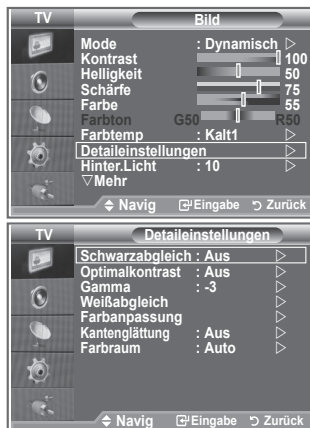 TV Bild
Mode : Dynamisch ▷
Kontrast 100
Helligkeit 50
Schärfe 75
Farbe 55
Farbton G50 R50
Farbtemp : Kalt1 ▷
Detaileinstellungen ▷
Hinter.Licht : 10 ▷
▽Mehr
Navig Eingabe Zurück
TV Detaileinstellungen
Schwarzabgleich : Aus ▷
Optimalkontrast : Aus ▷
Gamma : -3 ▷
Weißabgleich ▷
Farbanpassung ▷
Kantenglättung : Aus ▷
Farbraum : Auto ▷
Navig Eingabe Zurück